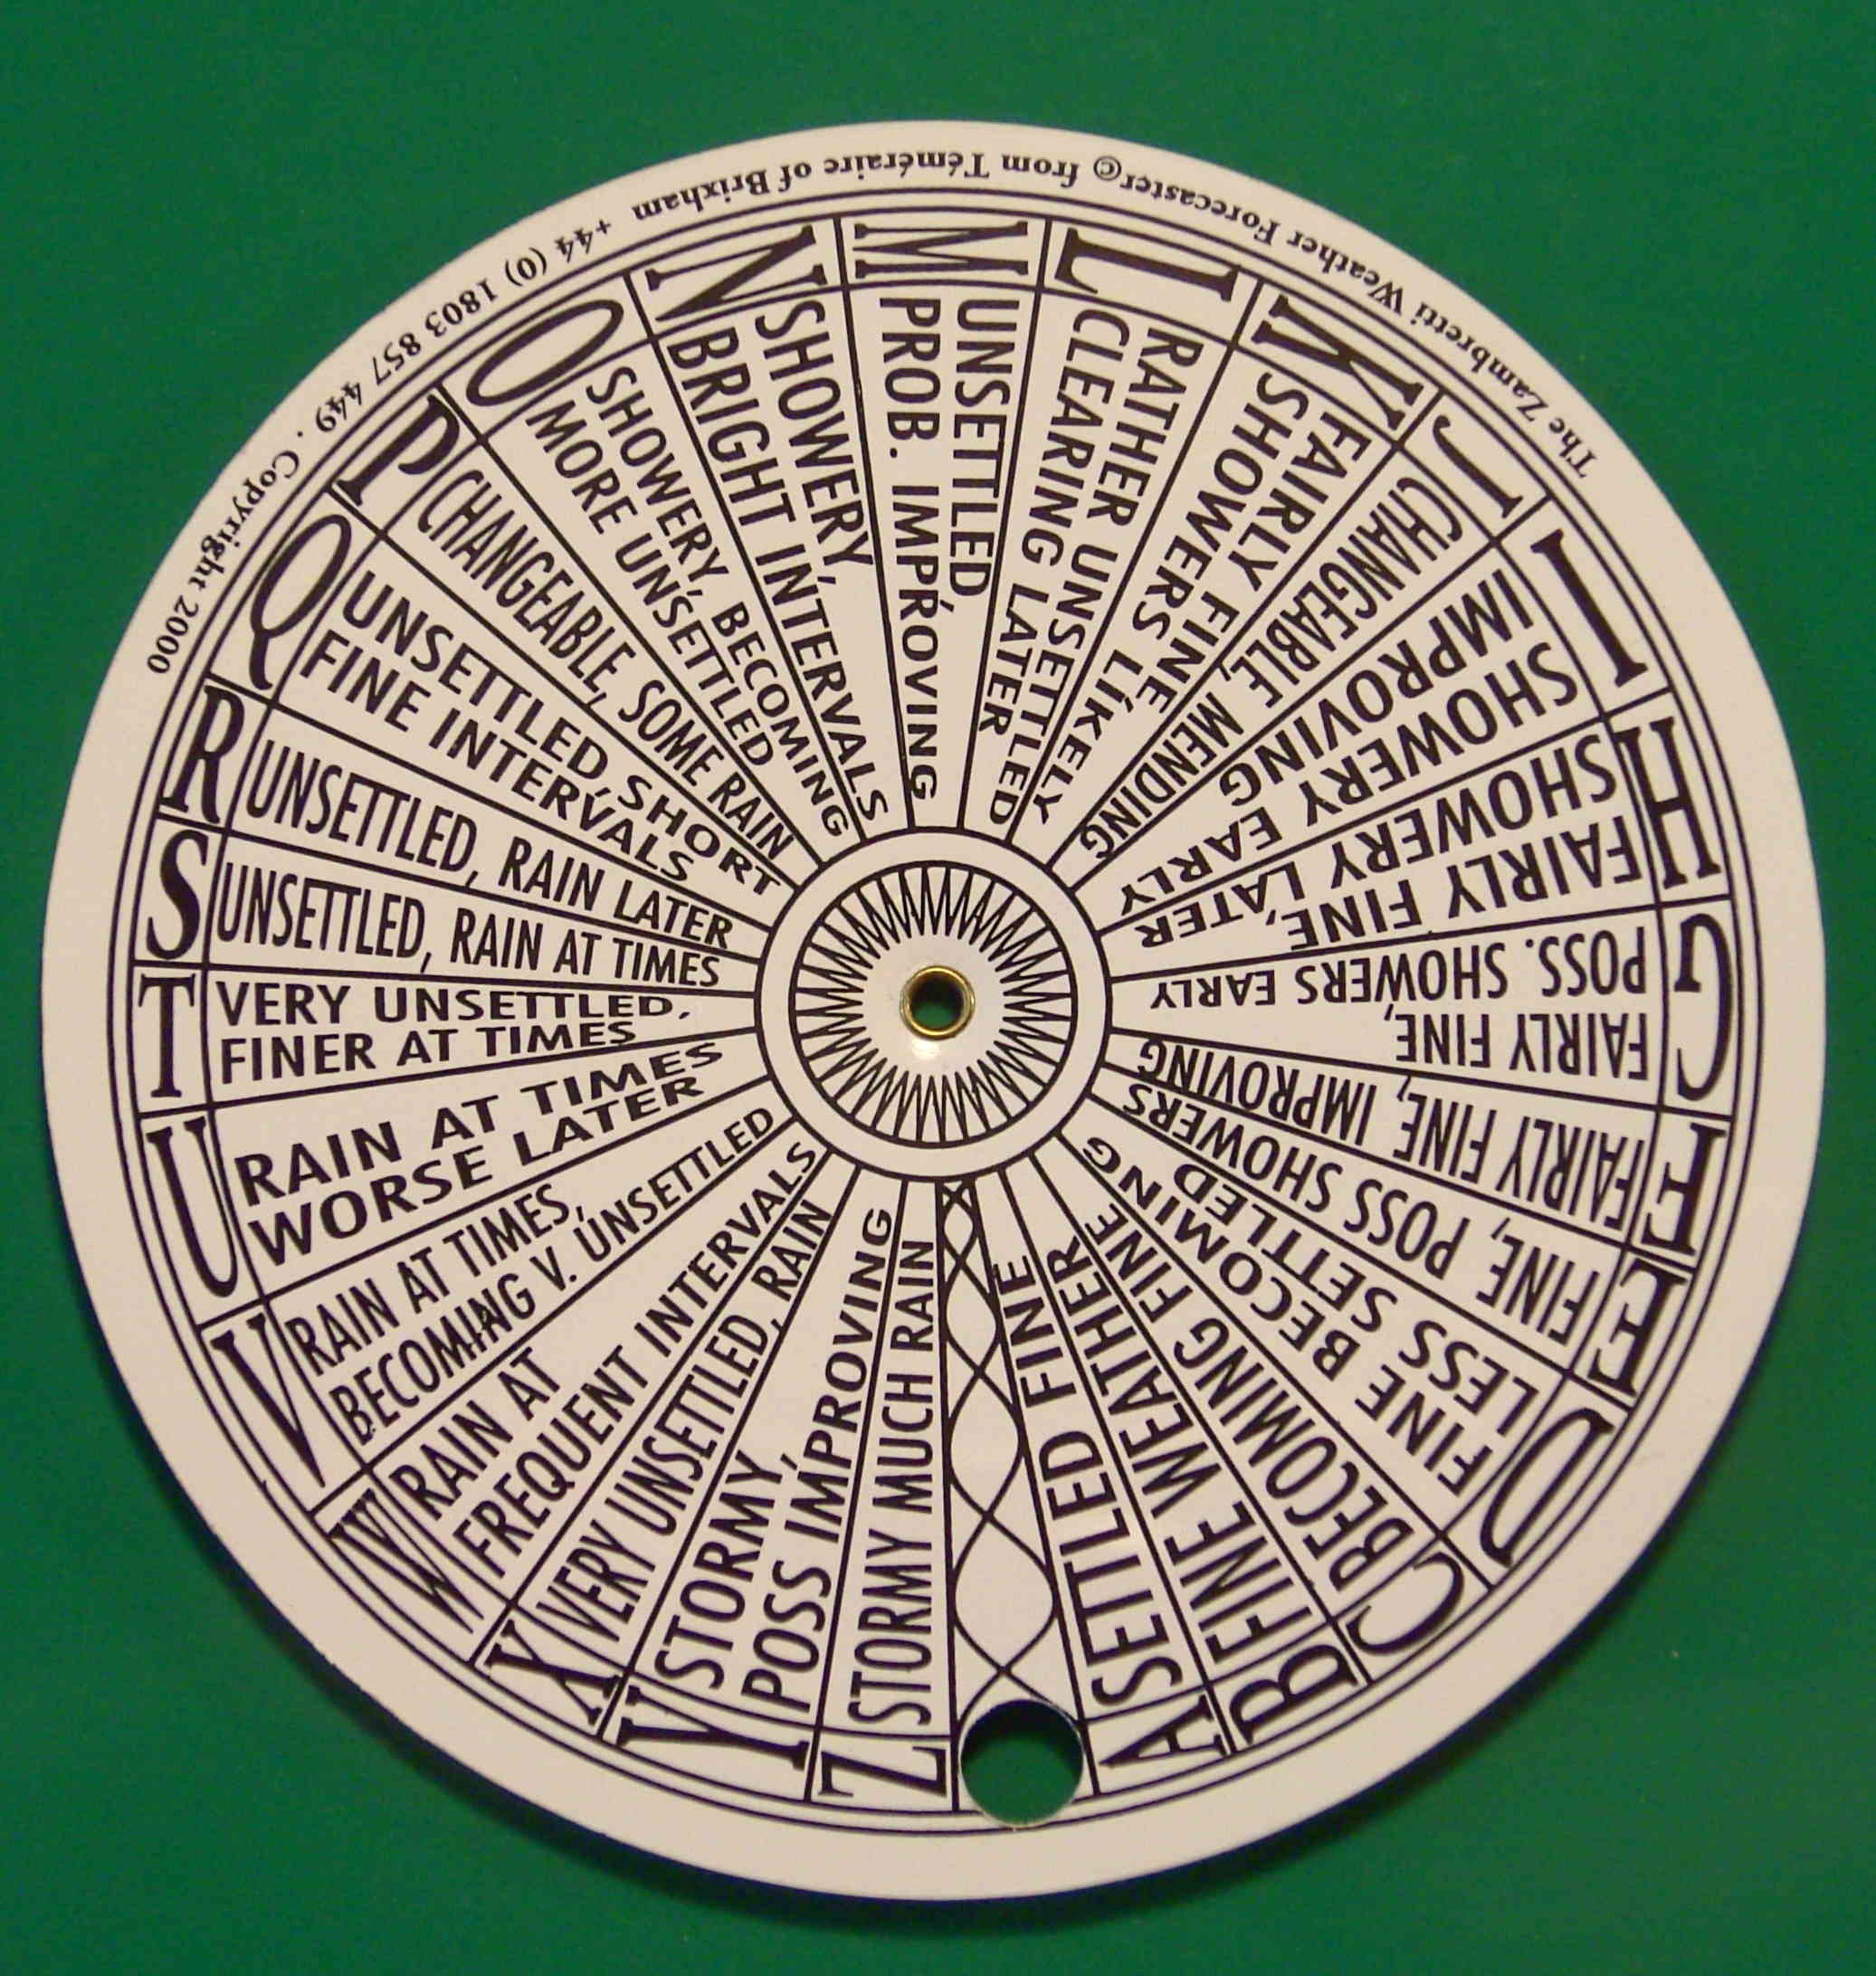 The Zambretti Weather Forecaster© from Téméraire of Brixham +44 (0) 1803 857 449 . Copyright 2000
A
SETTLED FINE
B
FINE WEATHER
C
BECOMING FINE
D
FINE BECOMING
LESS SETTLED
E
FINE, POSS SHOWERS
F
FAIRLY FINE, IMPROVING
G
FAIRLY FINE,
POSS. SHOWERS EARLY
H
FAIRLY FINE,
SHOWERY LATER
I
SHOWERY EARLY
IMPROVING
J
CHANGEABLE, MENDING
K
FAIRLY FINE,
SHOWERS LIKELY
L
RATHER UNSETTLED
CLEARING LATER
M
UNSETTLED,
PROB. IMPROVING
N
SHOWERY,
BRIGHT INTERVALS
O
SHOWERY, BECOMING
MORE UNSETTLED
P
CHANGEABLE, SOME RAIN
Q
UNSETTLED, SHORT
FINE INTERVALS
R
UNSETTLED, RAIN LATER
S
UNSETTLED, RAIN AT TIMES
T
VERY UNSETTLED,
FINER AT TIMES
U
RAIN AT TIMES
WORSE LATER
V
RAIN AT TIMES,
BECOMING V. UNSETTLED
W
RAIN AT
FREQUENT INTERVALS
X
VERY UNSETTLED, RAIN
Y
STORMY,
POSS IMPROVING
Z
STORMY MUCH RAIN